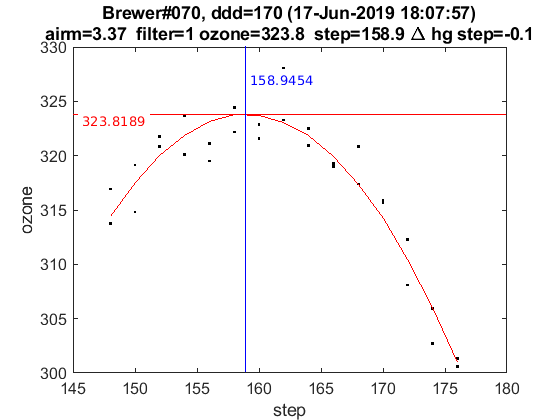 Brewer#070, ddd=170 (17-Jun-2019 18:07:57)
airm=3.37 filter=1 ozone=323.8 step=158.9 Δ hg step=-0.1
330
325
320
315
310
305
300
ozone
158.9454
323.8189
145 150 155 160 165 170 175 180
step